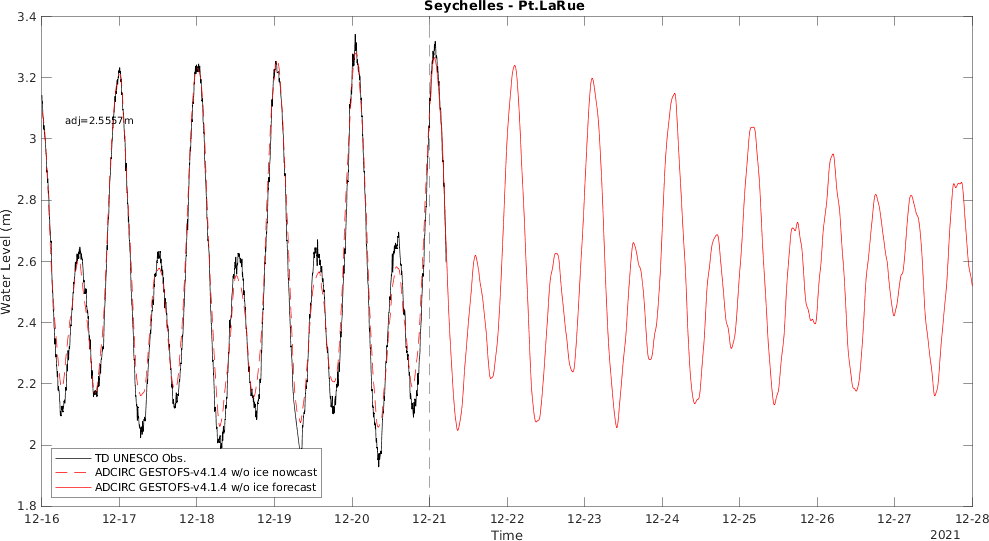 Seychelles - Pt.LaRue
3.4
3.2
3
2.8
2.6
2.4
2.2
2
1.8
Water Level (m)
adj=2.5557m
TD UNESCO Obs.
ADCIRC GESTOFS-v4.1.4 w/o ice nowcast
ADCIRC GESTOFS-v4.1.4 w/o ice forecast
12-16 12-17 12-18 12-19 12-20 12-21 12-22 12-23 12-24 12-25 12-26 12-27 12-28
Time
2021